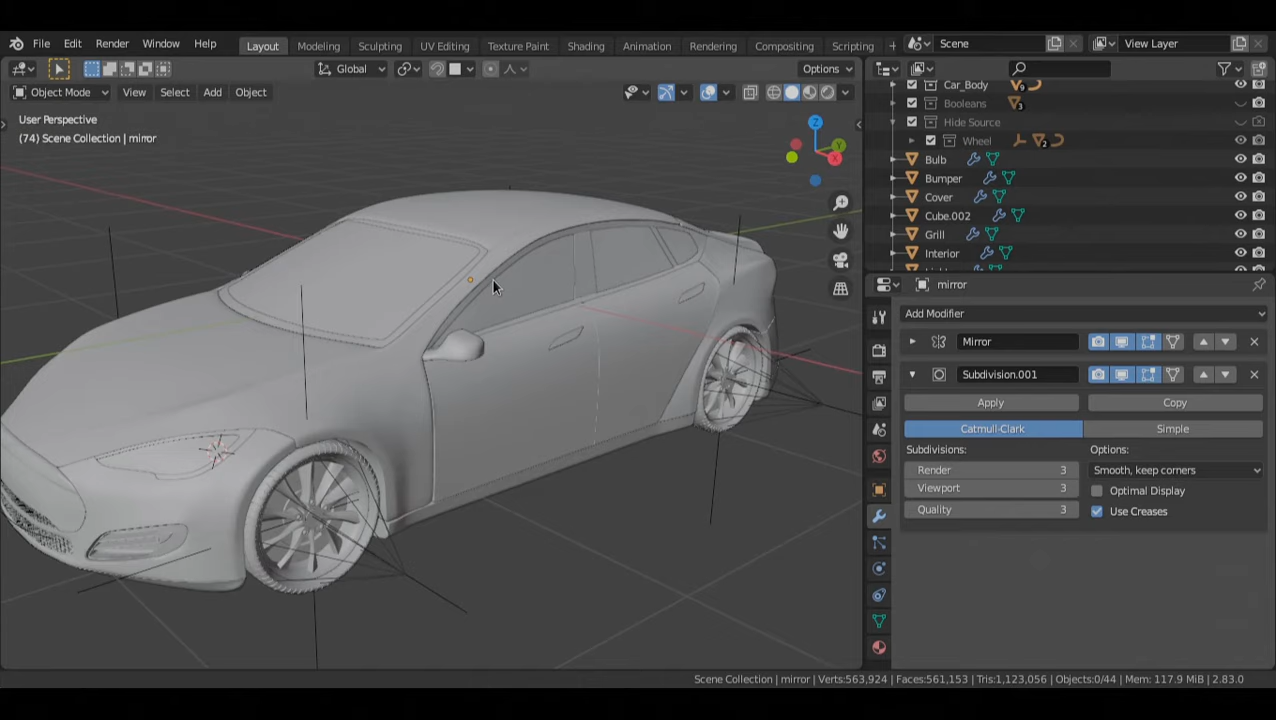 File Edit Render Window Help Layout Modeling Sculpting UV Editing Texture Paint Shading Animation Rendering Compositing Scripting + Scene View Layer
Global Options
Object Mode View Select Add Object
User Perspective
(74) Scene Collection | mirror
Z
Y
X
Car_Body 9
Booleans 3
Hide Source
Wheel 2
Bulb
Bumper
Cover
Cube.002
Grill
Interior
mirror
Add Modifier
Mirror
Subdivision.001
Apply Copy
Catmull-Clark Simple
Subdivisions: Options:
Render 3 Smooth, keep corners
Viewport 3 Optimal Display
Quality 3 Use Creases
Scene Collection | mirror | Verts:563,924 | Faces:561,153 | Tris:1,123,056 | Objects:0/44 | Mem: 117.9 MiB | 2.83.0